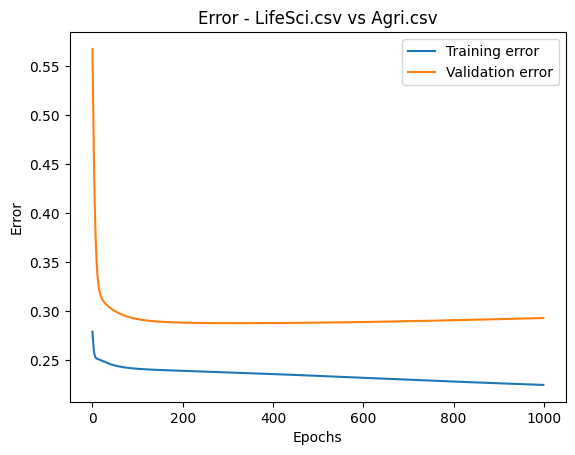 Error - LifeSci.csv vs Agri.csv
Training error
Validation error
0.55
0.50
0.45
0.40
0.35
0.30
0.25
Error
0 200 400 600 800 1000
Epochs